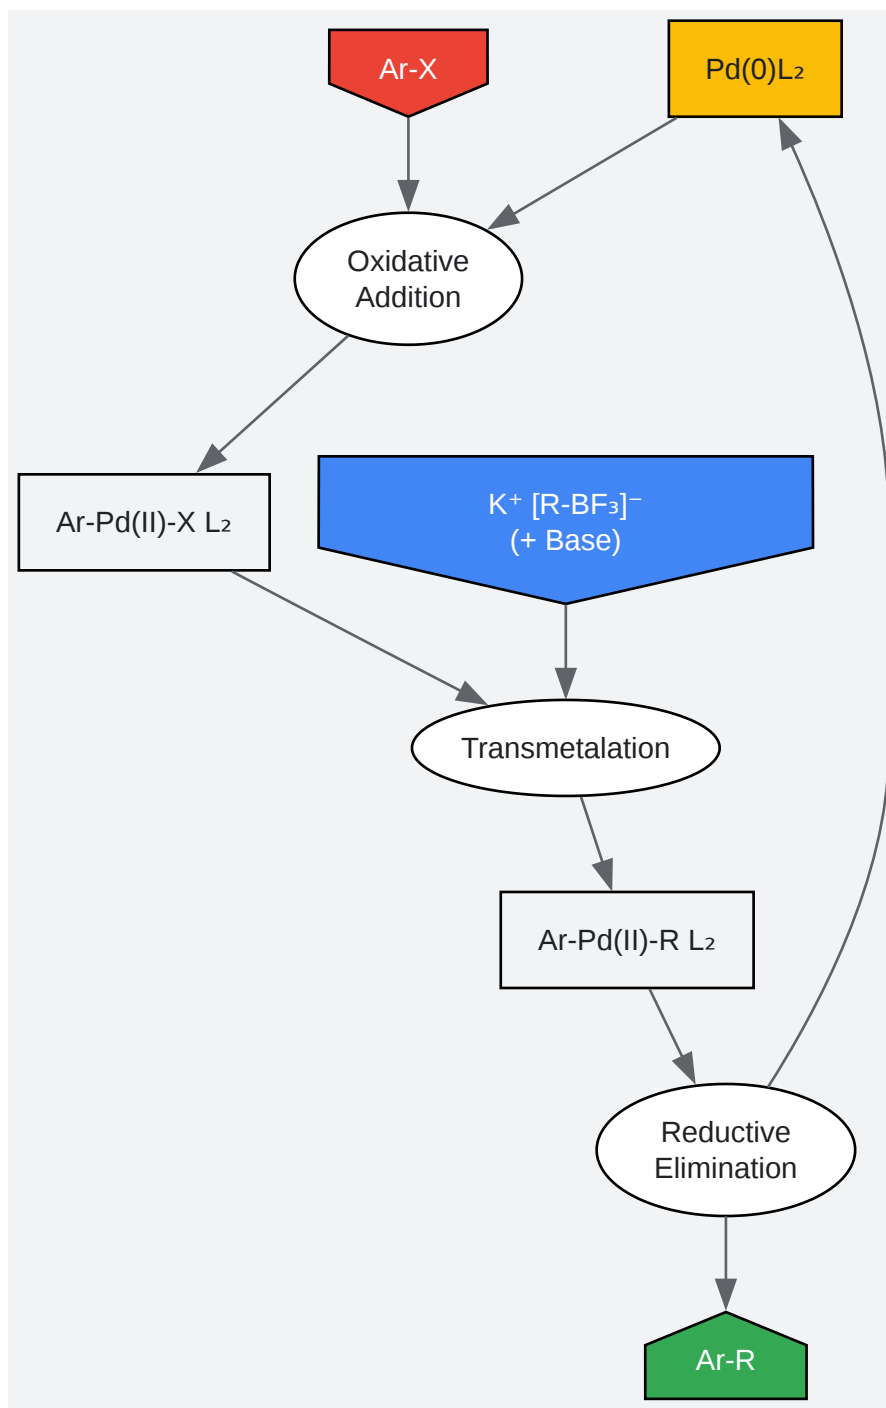 Ar-X
Pd(0)L₂
Oxidative
Addition
Ar-Pd(II)-X L₂
K⁺ [R-BF₃]⁻
(+ Base)
Transmetalation
Ar-Pd(II)-R L₂
Reductive
Elimination
Ar-R